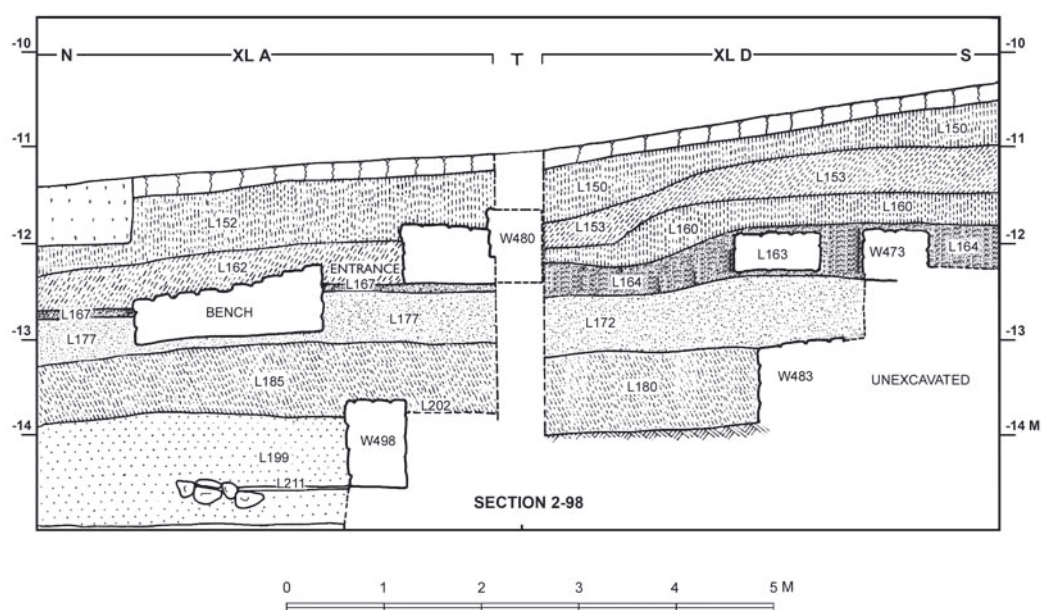 -10 N XL A T XL D S -10
-11 -11
L150
L153
L152 L150
L160
W480 L153 L160
-12 L163 W473 L164 -12
L162 ENTRANCE
L167 L164
L167 BENCH L177 L172
-13 L177 -13
L185 L180 W483 UNEXCAVATED
L202
-14 W498 -14 M
L199
L211
SECTION 2-98
0 1 2 3 4 5 M